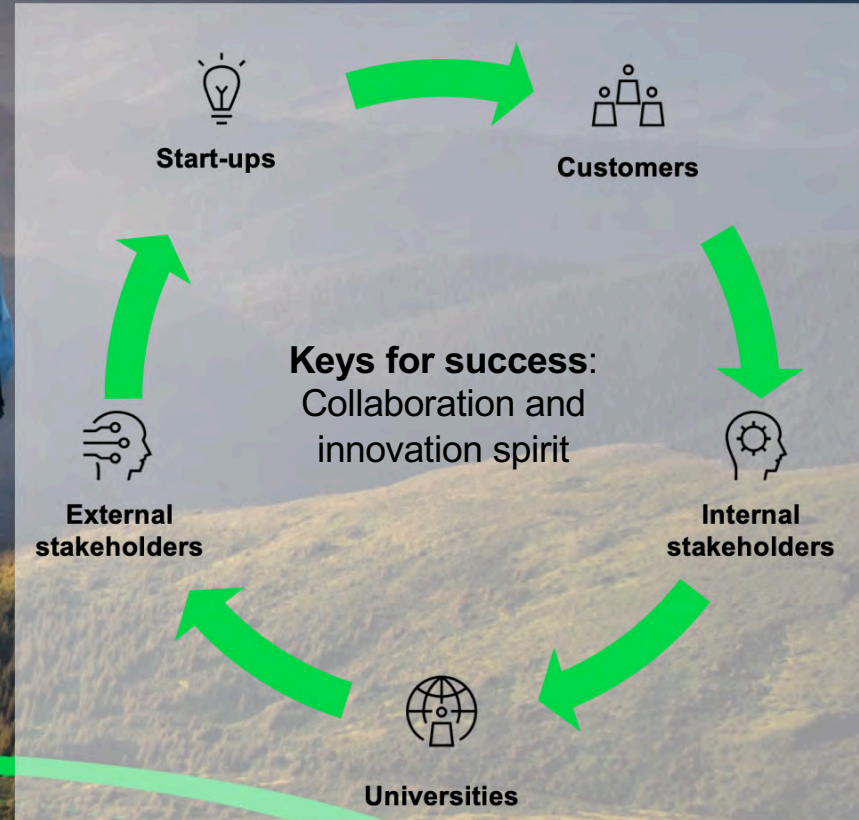 Start-ups
Customers
Keys for success:
Collaboration and
innovation spirit
External
stakeholders
Internal
stakeholders
Universities